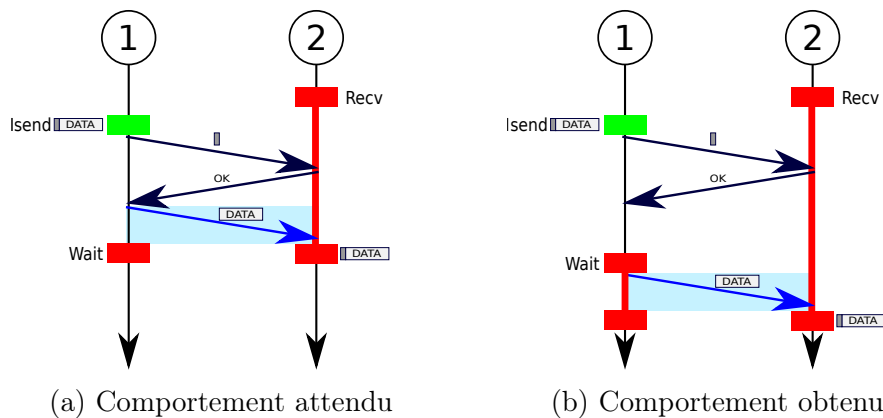 1 2
Recv
Isend DATA
OK
DATA
Wait DATA
(a) Comportement attendu
1 2
Recv
Isend DATA
OK
Wait
DATA
DATA
(b) Comportement obtenu